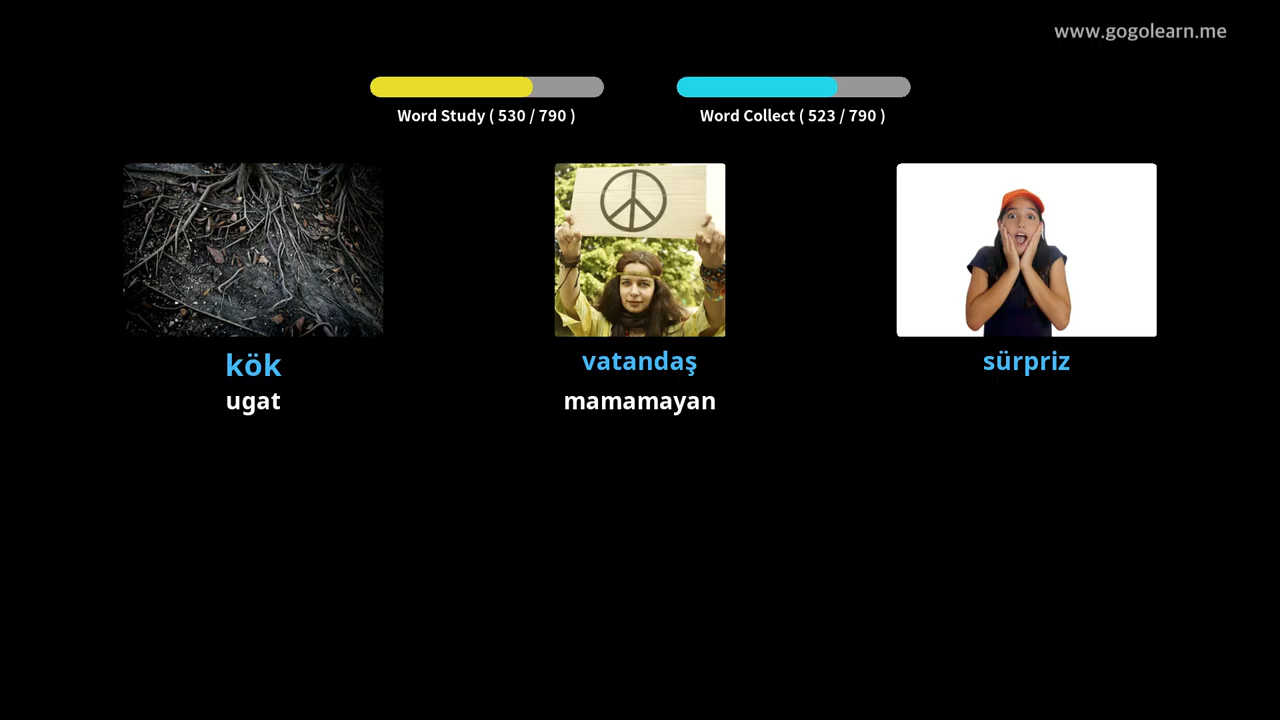 www.gogolearn.me
Word Study ( 530 / 790 )
Word Collect ( 523 / 790 )
kök
vatandaş
sürpriz
ugat
mamamayan